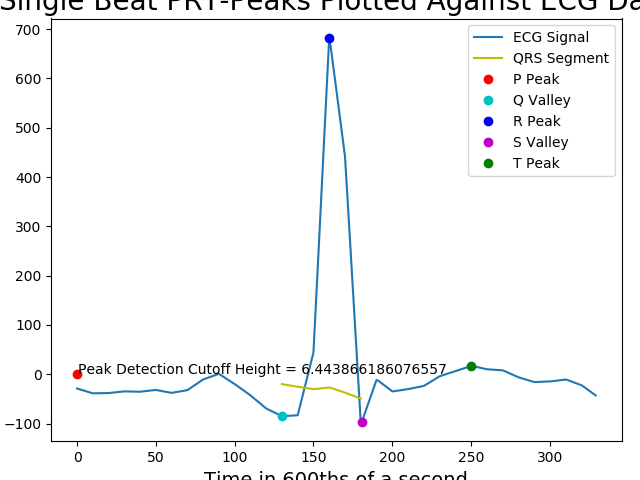 Single Beat PRT-Peaks Plotted Against ECG Da
700
600
500
400
300
200
100
0
−100
ECG Signal
QRS Segment
P Peak
Q Valley
R Peak
S Valley
T Peak
Peak Detection Cutoff Height = 6.443866186076557
0 50 100 150 200 250 300
Time in 600ths of a second